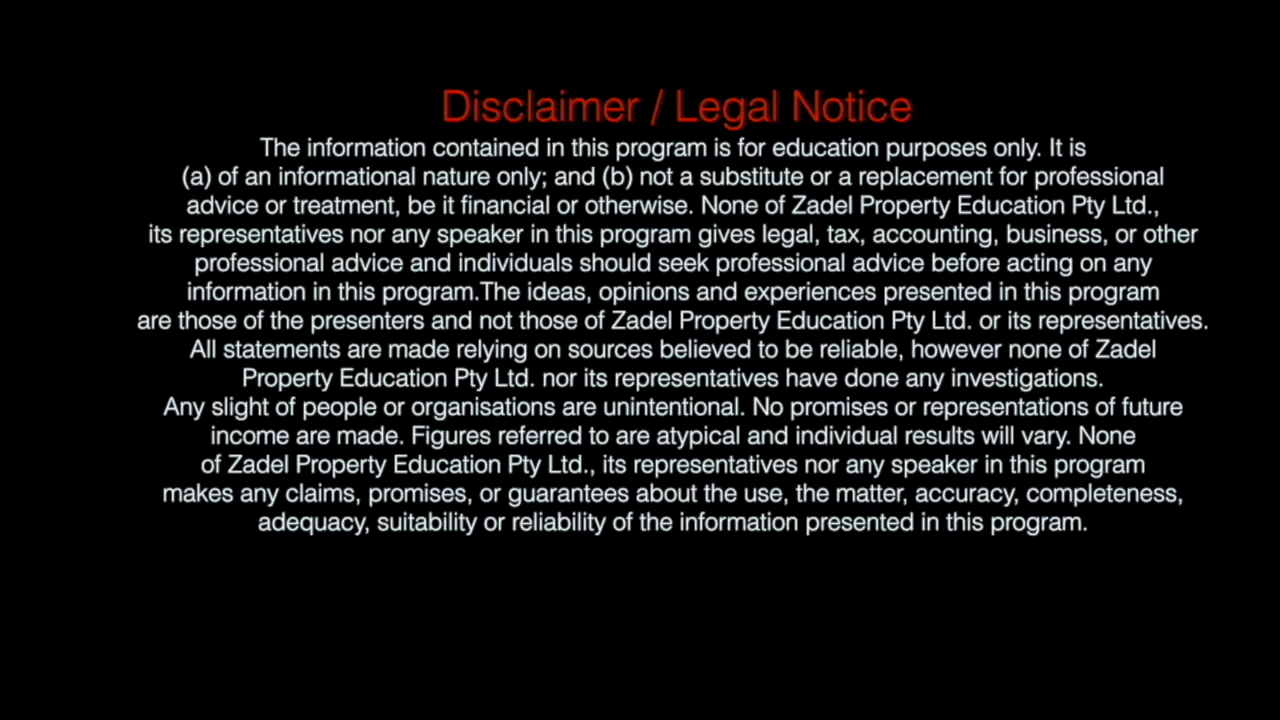 Disclaimer / Legal Notice
The information contained in this program is for education purposes only. It is
(a) of an informational nature only; and (b) not a substitute or a replacement for professional
advice or treatment, be it financial or otherwise. None of Zadel Property Education Pty Ltd.,
its representatives nor any speaker in this program gives legal, tax, accounting, business, or other
professional advice and individuals should seek professional advice before acting on any
information in this program.The ideas, opinions and experiences presented in this program
are those of the presenters and not those of Zadel Property Education Pty Ltd. or its representatives.
All statements are made relying on sources believed to be reliable, however none of Zadel
Property Education Pty Ltd. nor its representatives have done any investigations.
Any slight of people or organisations are unintentional. No promises or representations of future
income are made. Figures referred to are atypical and individual results will vary. None
of Zadel Property Education Pty Ltd., its representatives nor any speaker in this program
makes any claims, promises, or guarantees about the use, the matter, accuracy, completeness,
adequacy, suitability or reliability of the information presented in this program.